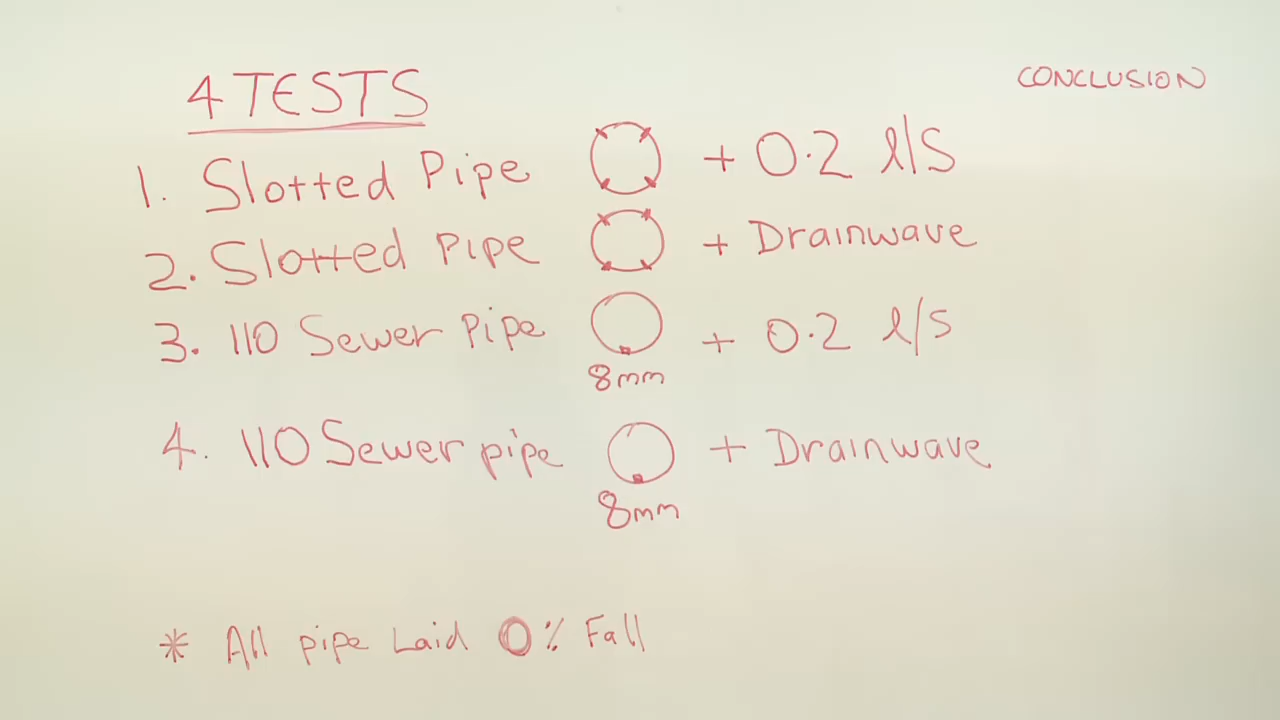 4 TESTS
CONCLUSION
1. Slotted Pipe + 0.2 l/s
2. Slotted Pipe + Drainwave
3. 110 Sewer Pipe + 0.2 l/s
8mm
4. 110 Sewer pipe + Drainwave
8mm
* All pipe Laid 0% Fall